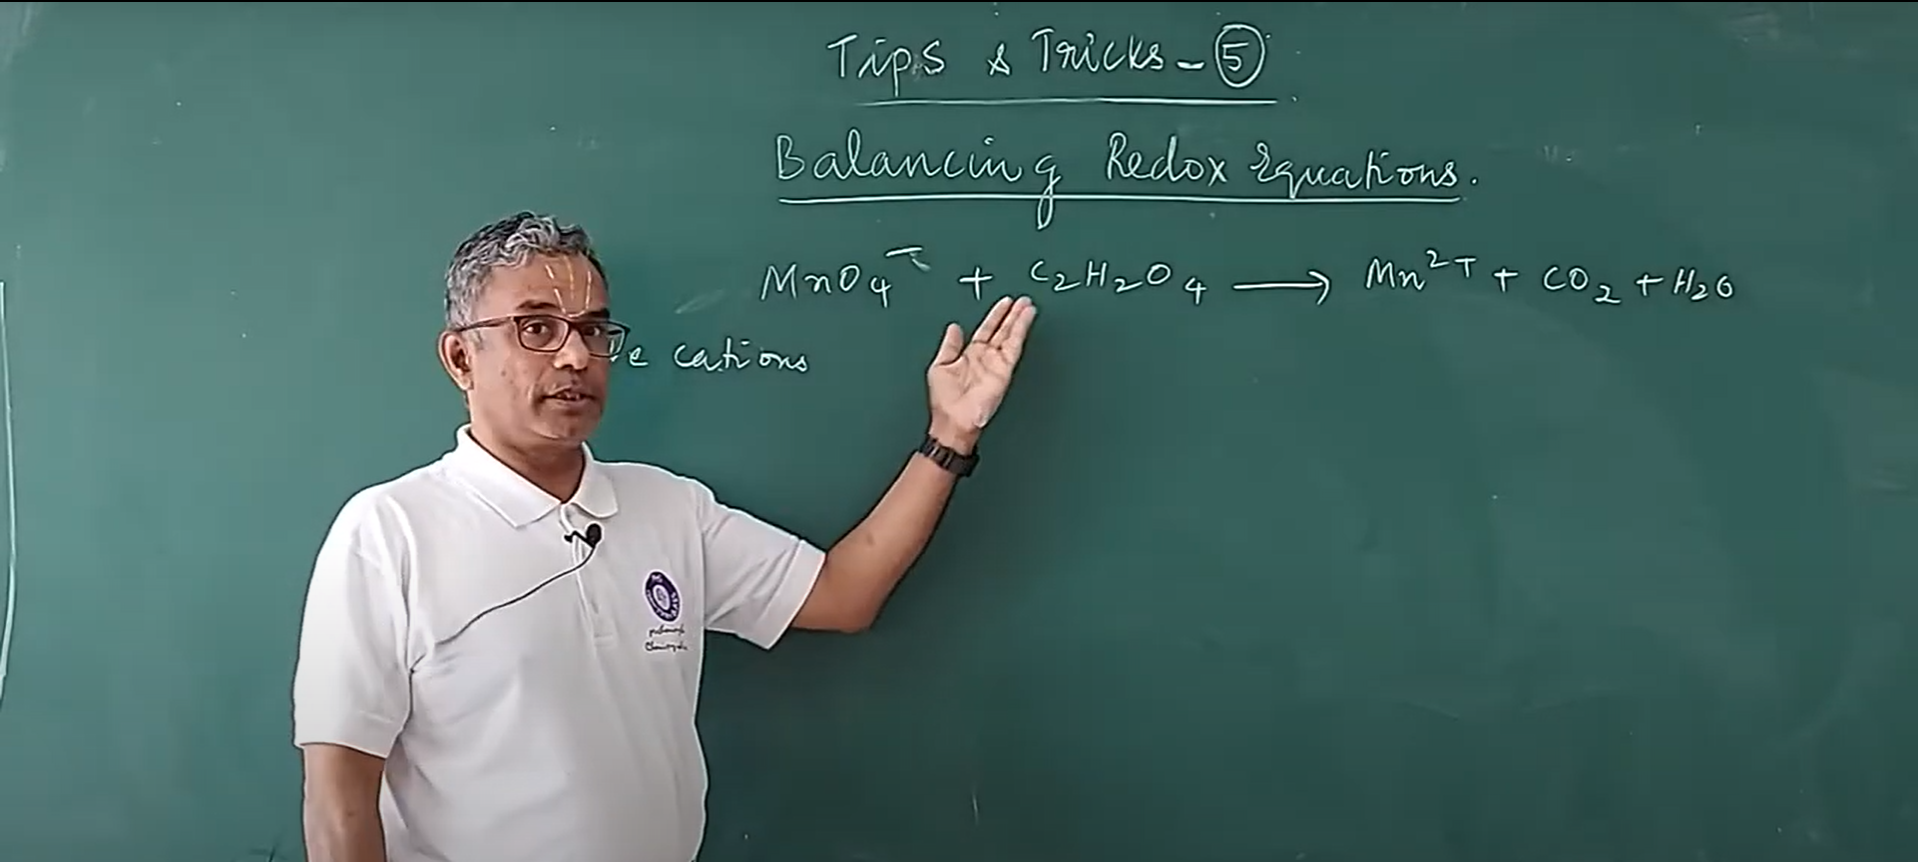 Tips & Tricks - ⑤
Balancing Redox Equations.
MnO₄⁻ + C₂H₂O₄ ⟶ Mn²⁺ + CO₂ + H₂O
cations